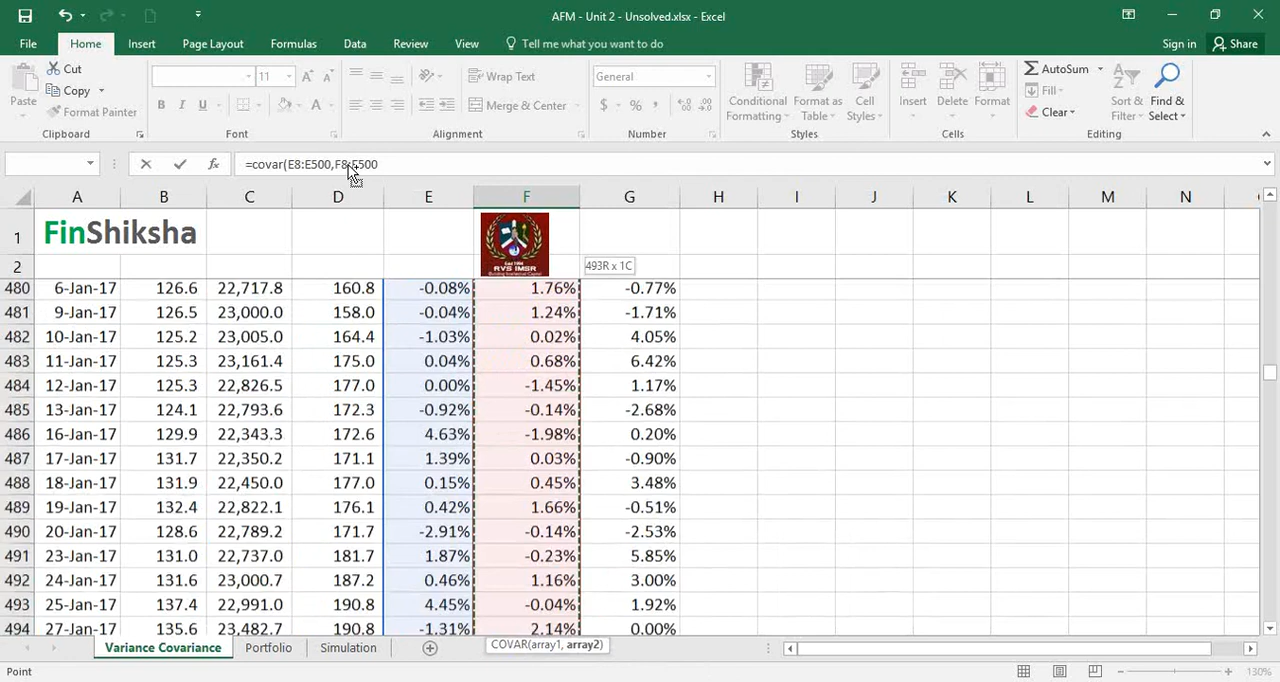 AFM - Unit 2 - Unsolved.xlsx - Excel
File Home Insert Page Layout Formulas Data Review View Tell me what you want to do Sign in Share
Cut
Copy
Format Painter
Paste
Clipboard
11
B I U A
Font
Wrap Text
Merge & Center
Alignment
General
$ % ,
Number
Conditional Formatting
Format as Table
Cell Styles
Styles
Insert Delete Format
Cells
AutoSum
Fill
Clear
Sort & Filter
Find & Select
Editing
fx =covar(E8:E500,F8:F500
A B C D E F G H I J K L M N
1 FinShiksha
RVS IMSR
2 493R x 1C
480 6-Jan-17 126.6 22,717.8 160.8 -0.08% 1.76% -0.77%
481 9-Jan-17 126.5 23,000.0 158.0 -0.04% 1.24% -1.71%
482 10-Jan-17 125.2 23,005.0 164.4 -1.03% 0.02% 4.05%
483 11-Jan-17 125.3 23,161.4 175.0 0.04% 0.68% 6.42%
484 12-Jan-17 125.3 22,826.5 177.0 0.00% -1.45% 1.17%
485 13-Jan-17 124.1 22,793.6 172.3 -0.92% -0.14% -2.68%
486 16-Jan-17 129.9 22,343.3 172.6 4.63% -1.98% 0.20%
487 17-Jan-17 131.7 22,350.2 171.1 1.39% 0.03% -0.90%
488 18-Jan-17 131.9 22,450.0 177.0 0.15% 0.45% 3.48%
489 19-Jan-17 132.4 22,822.1 176.1 0.42% 1.66% -0.51%
490 20-Jan-17 128.6 22,789.2 171.7 -2.91% -0.14% -2.53%
491 23-Jan-17 131.0 22,737.0 181.7 1.87% -0.23% 5.85%
492 24-Jan-17 131.6 23,000.7 187.2 0.46% 1.16% 3.00%
493 25-Jan-17 137.4 22,991.0 190.8 4.45% -0.04% 1.92%
494 27-Jan-17 135.6 23,482.7 190.8 -1.31% 2.14% 0.00%
Variance Covariance Portfolio Simulation COVAR(array1, array2)
Point 130%